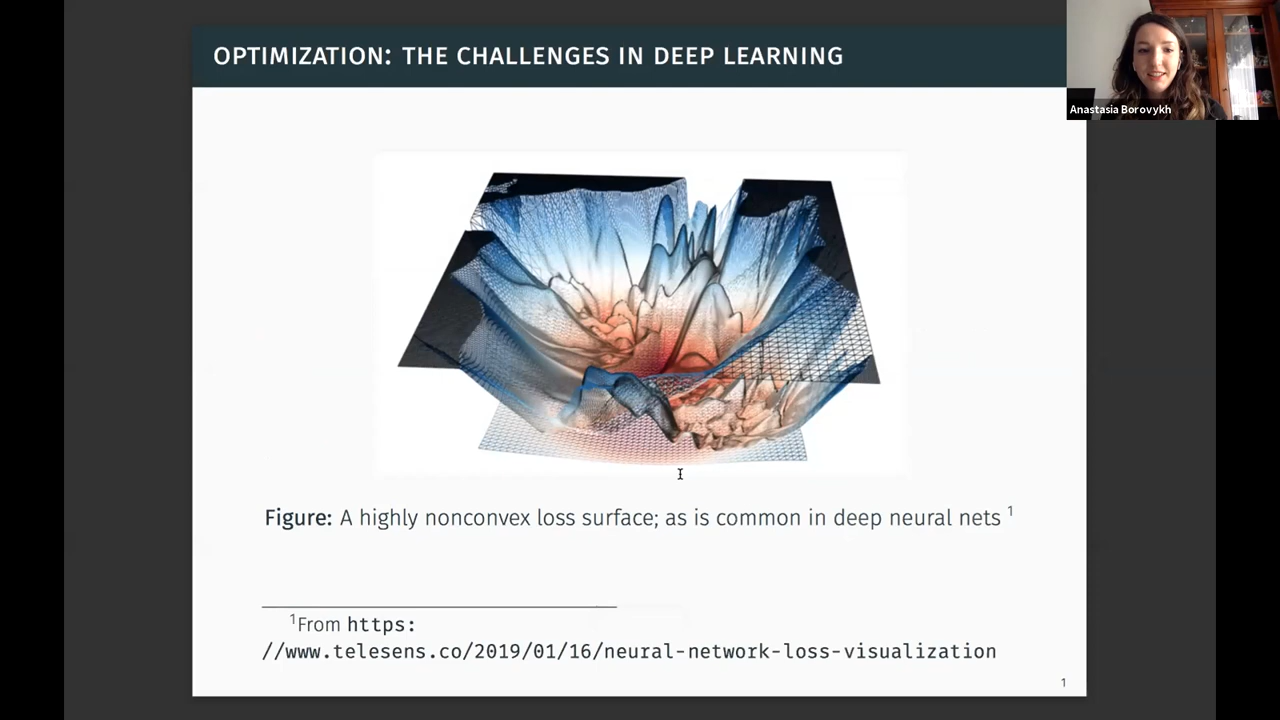 OPTIMIZATION: THE CHALLENGES IN DEEP LEARNING
Anastasia Borovykh
Figure: A highly nonconvex loss surface; as is common in deep neural nets 1
1From https:
//www.telesens.co/2019/01/16/neural-network-loss-visualization
1